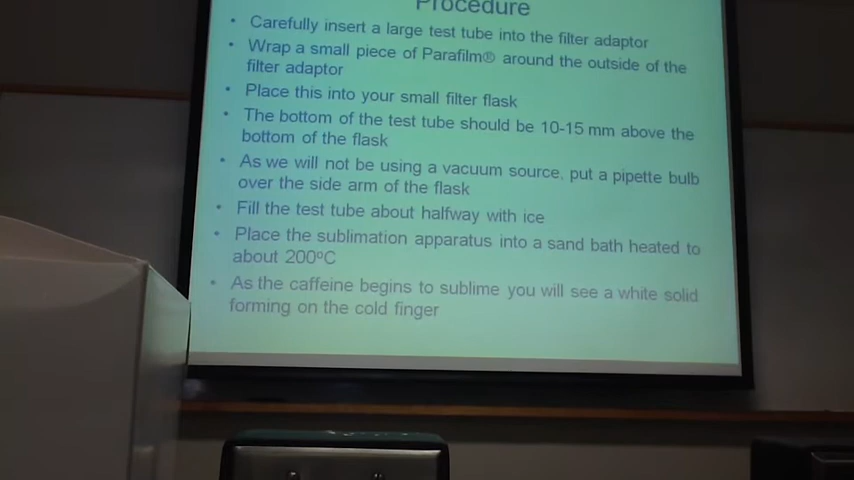 Procedure
• Carefully insert a large test tube into the filter adaptor
• Wrap a small piece of Parafilm® around the outside of the
filter adaptor
• Place this into your small filter flask
• The bottom of the test tube should be 10-15 mm above the
bottom of the flask
• As we will not be using a vacuum source, put a pipette bulb
over the side arm of the flask
• Fill the test tube about halfway with ice
• Place the sublimation apparatus into a sand bath heated to
about 200ºC
• As the caffeine begins to sublime you will see a white solid
forming on the cold finger